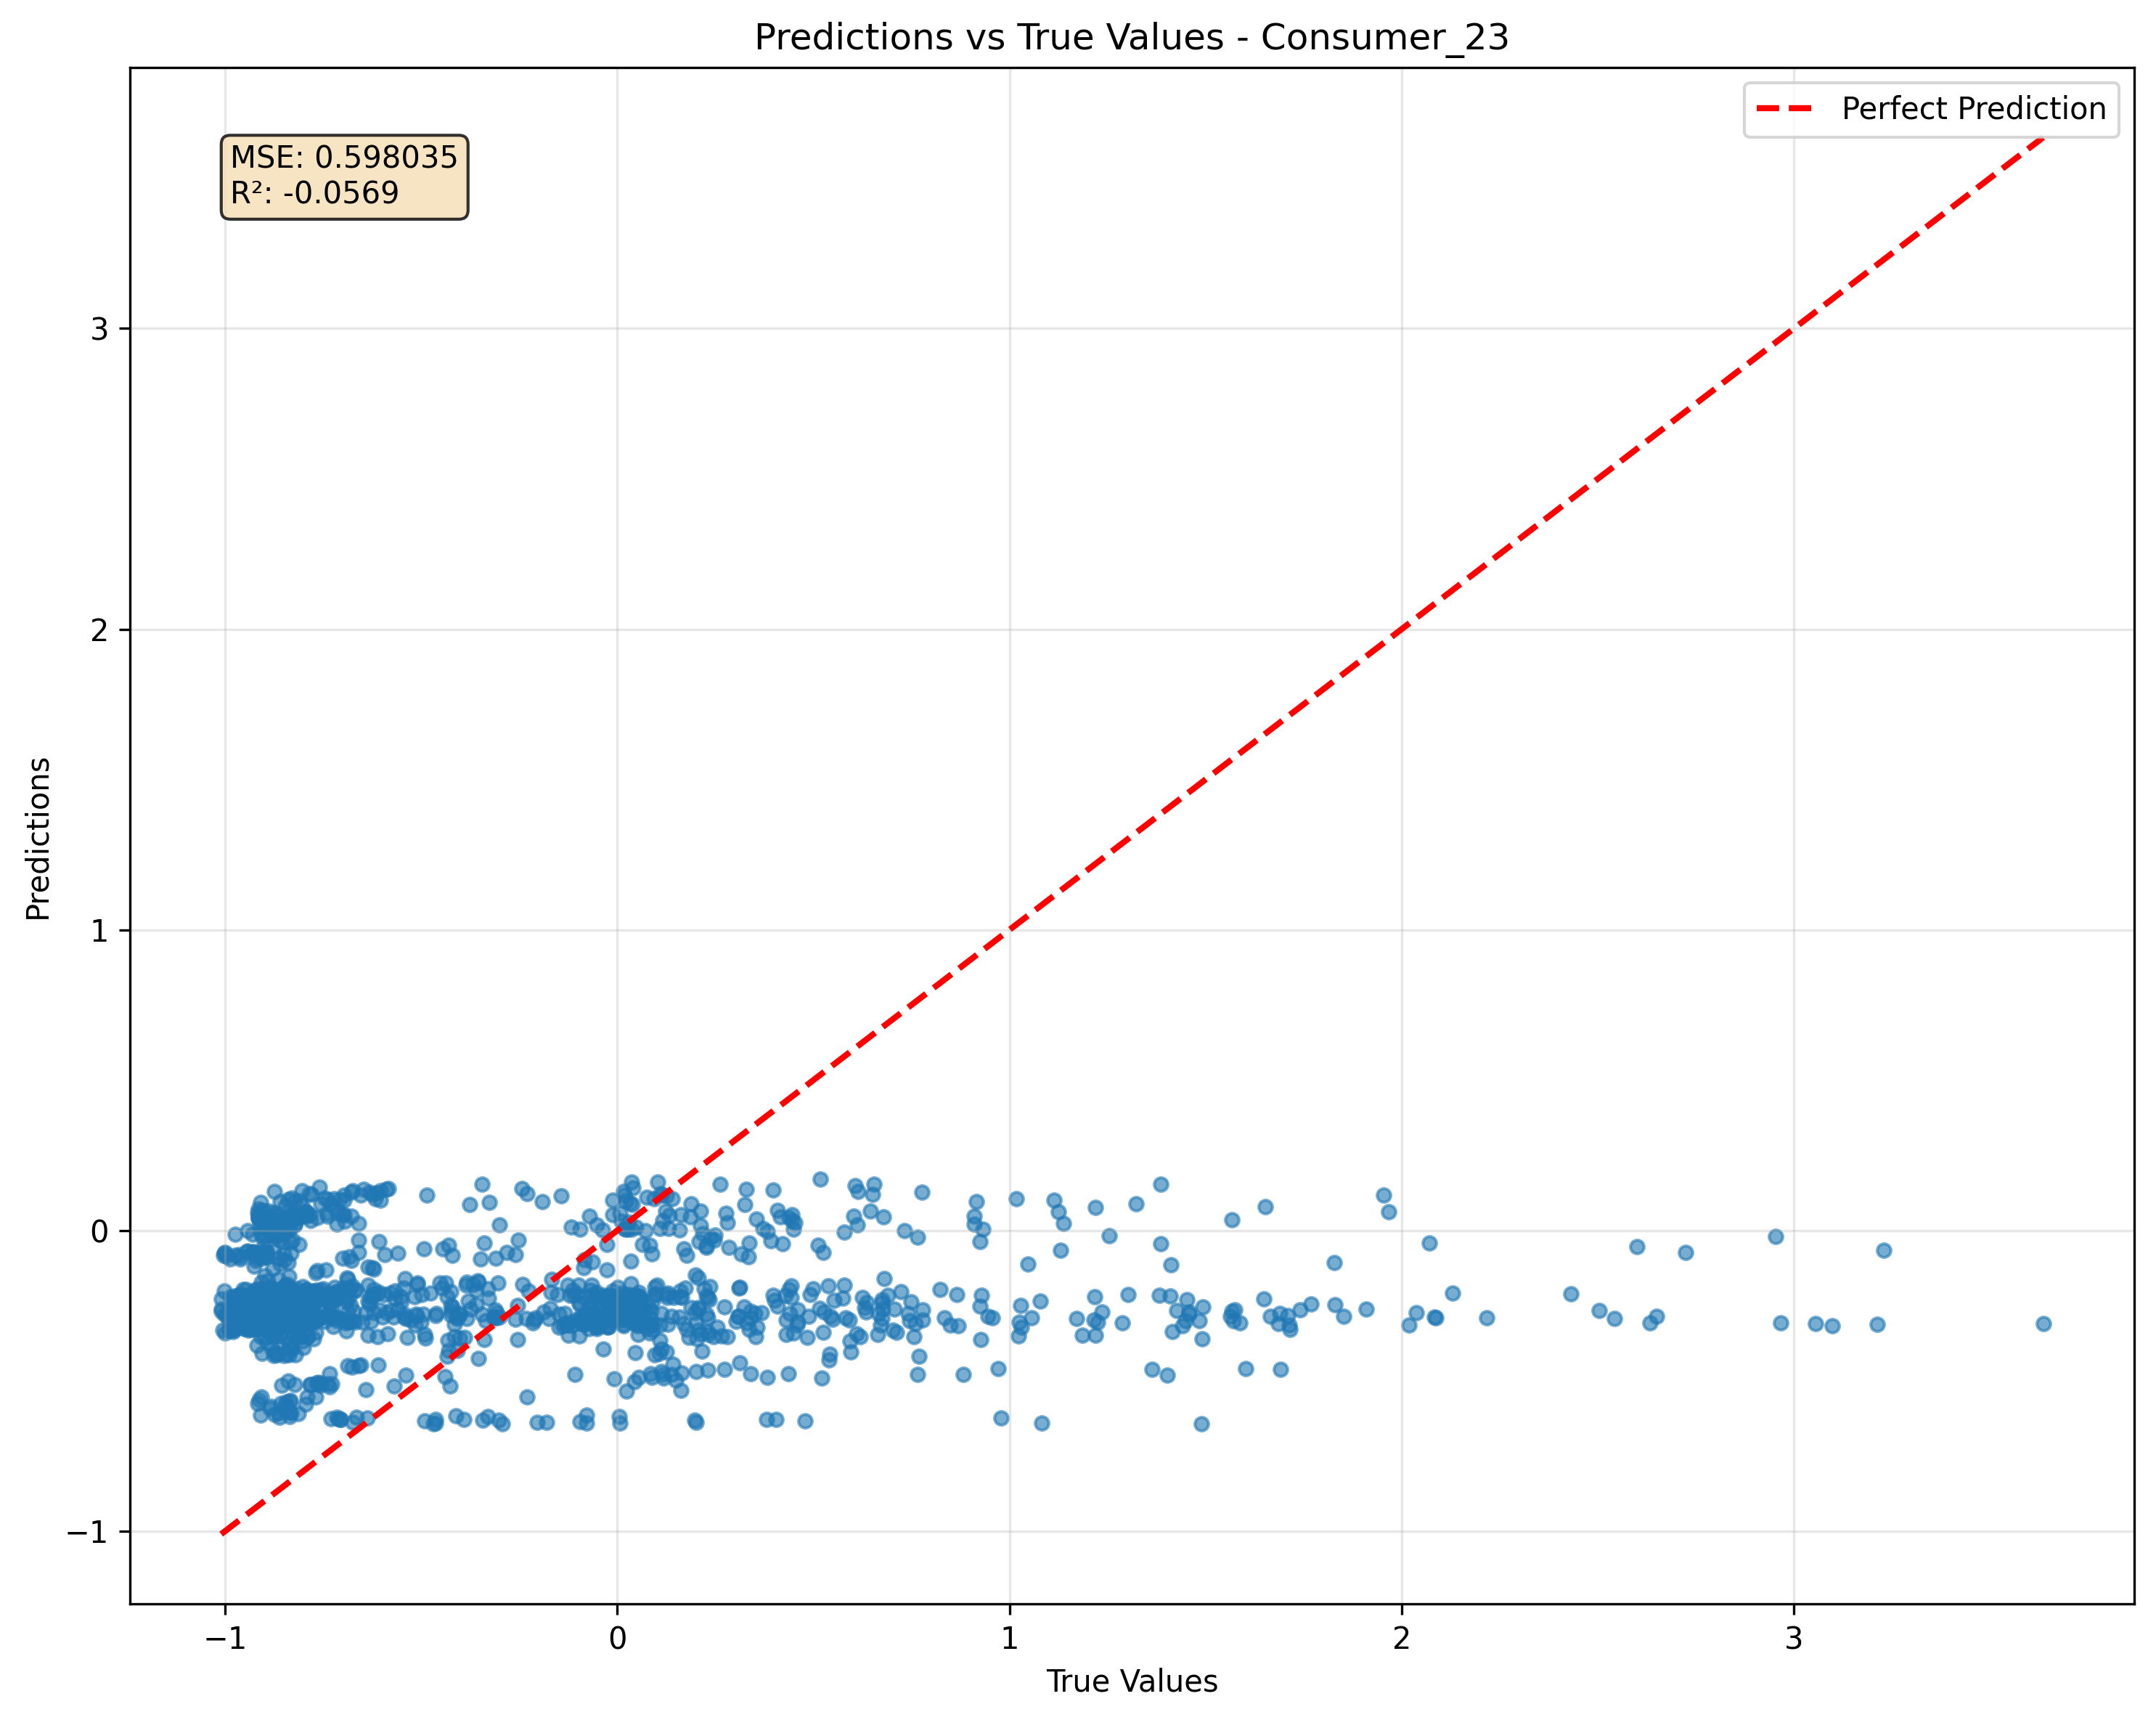 Predictions vs True Values - Consumer_23
Perfect Prediction
MSE: 0.598035
R²: -0.0569
Predictions
3
2
1
0
−1
−1
0
1
2
3
True Values